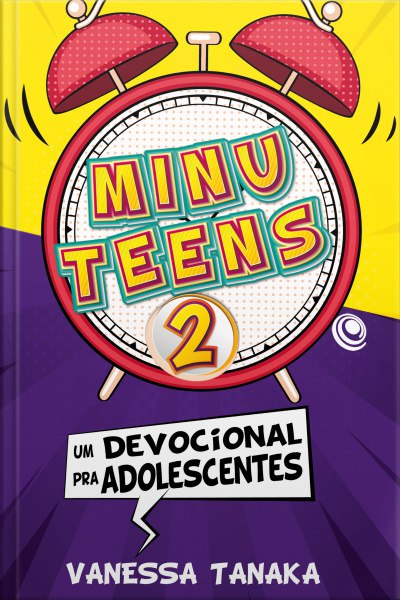 MINU
TEENS
2
UM DEVOCIONAL
PRA ADOLESCENTES
VANESSA TANAKA